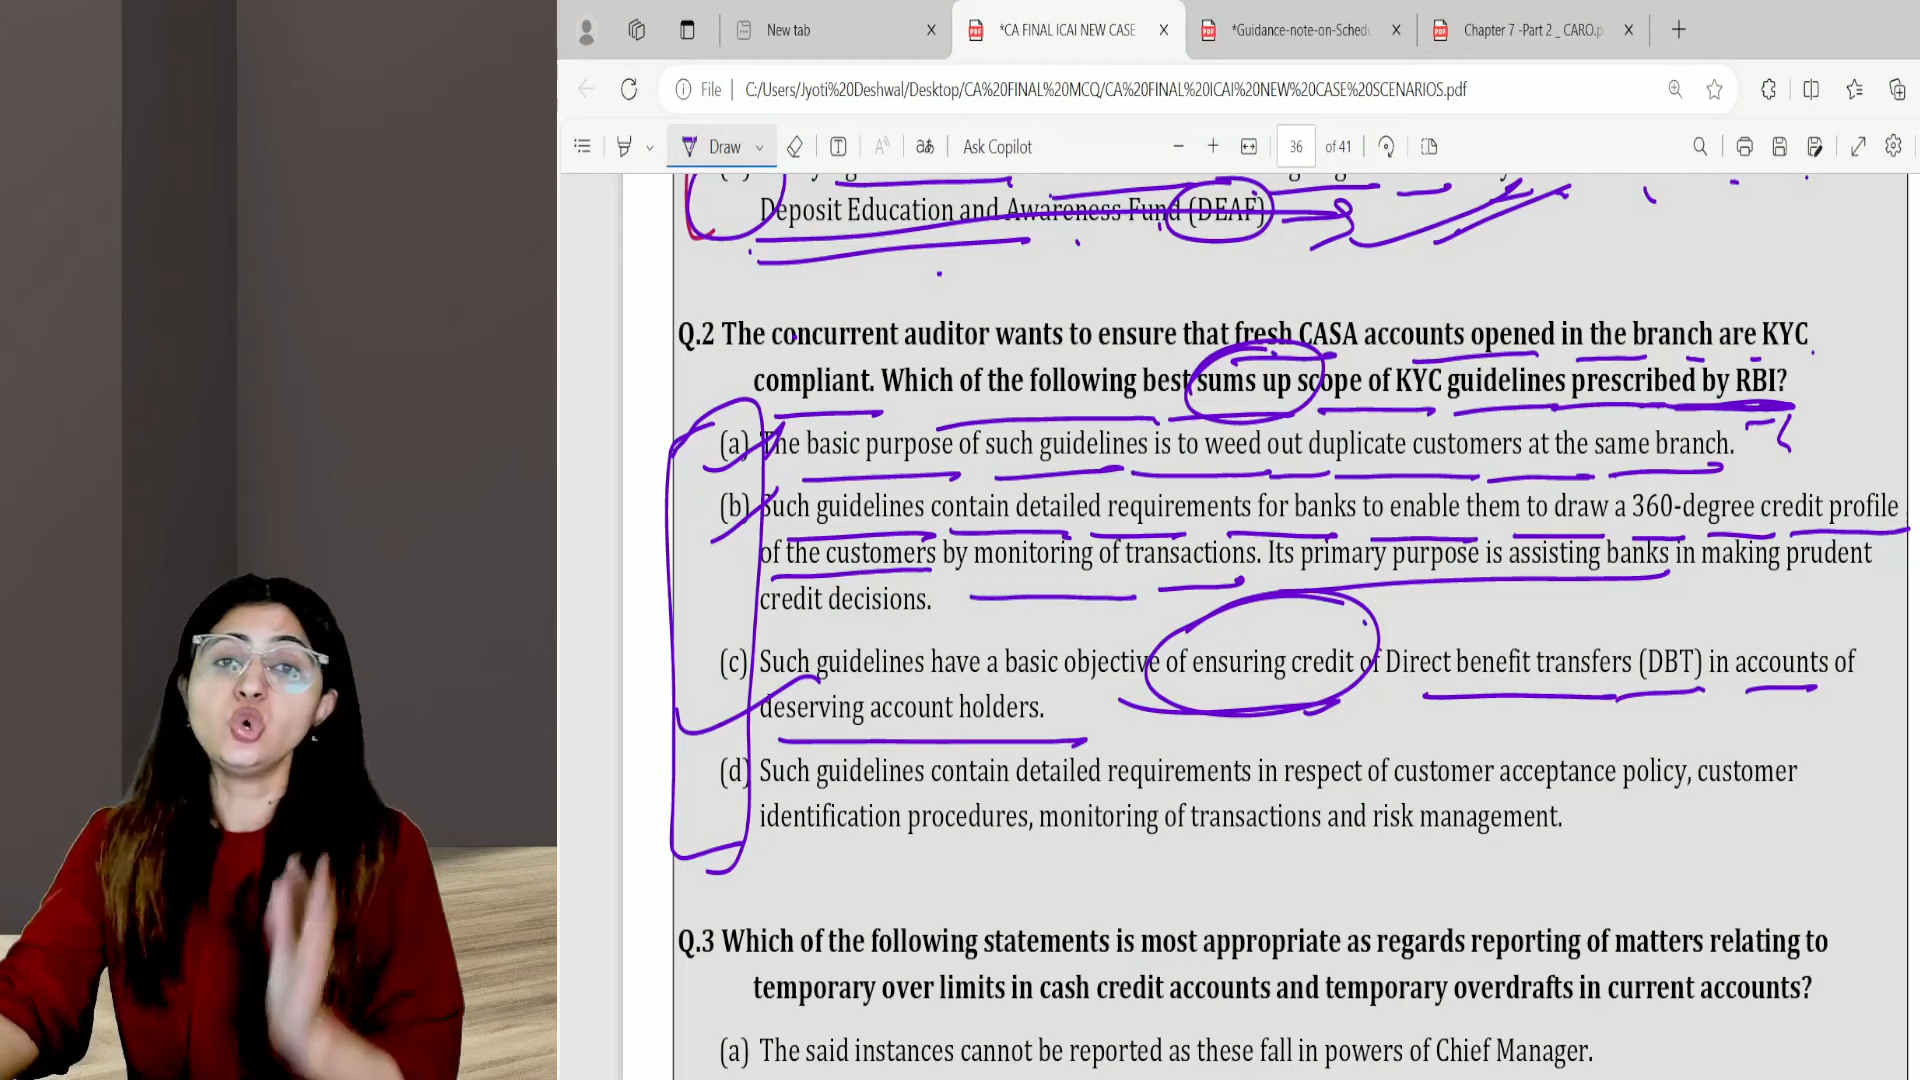 New tab
*CA FINAL ICAI NEW CASE
*Guidance-note-on-Schedu
Chapter 7 -Part 2 _ CARO.p
File
C:/Users/Jyoti%20Deshwal/Desktop/CA%20FINAL%20MCQ/CA%20FINAL%20ICAI%20NEW%20CASE%20SCENARIOS.pdf
Draw
Ask Copilot
36 of 41
Deposit Education and Awareness Fund (DEAF)
Q.2 The concurrent auditor wants to ensure that fresh CASA accounts opened in the branch are KYC
compliant. Which of the following best sums up scope of KYC guidelines prescribed by RBI?
(a) The basic purpose of such guidelines is to weed out duplicate customers at the same branch.
(b) Such guidelines contain detailed requirements for banks to enable them to draw a 360-degree credit profile
of the customers by monitoring of transactions. Its primary purpose is assisting banks in making prudent
credit decisions.
(c) Such guidelines have a basic objective of ensuring credit of Direct benefit transfers (DBT) in accounts of
deserving account holders.
(d) Such guidelines contain detailed requirements in respect of customer acceptance policy, customer
identification procedures, monitoring of transactions and risk management.
Q.3 Which of the following statements is most appropriate as regards reporting of matters relating to
temporary over limits in cash credit accounts and temporary overdrafts in current accounts?
(a) The said instances cannot be reported as these fall in powers of Chief Manager.